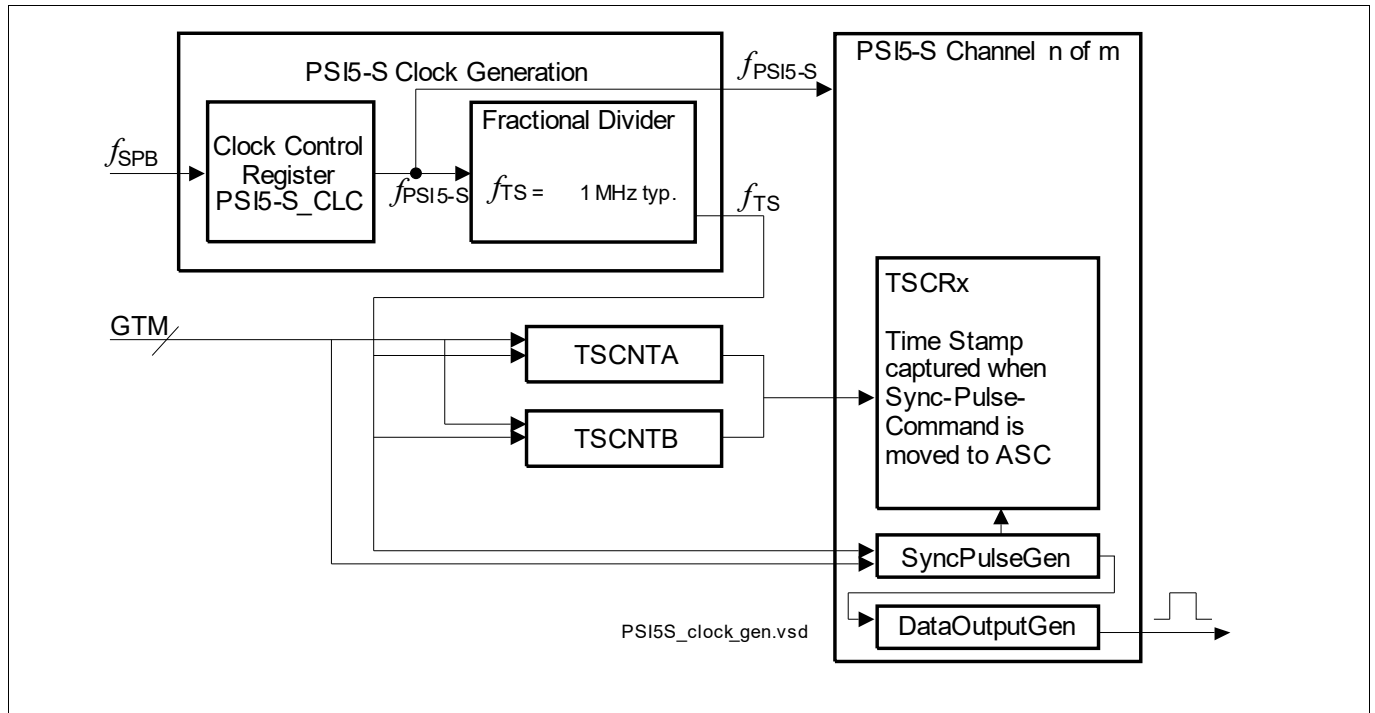 PSI5-S Clock Generation
fSPB
Clock Control
Register
PSI5-S_CLC
fPSI5-S
Fractional Divider
fTS = 1 MHz typ.
fPSI5-S
fTS
GTM
TSCNTA
TSCNTB
PSI5-S Channel n of m
TSCRx
Time Stamp
captured when
Sync-Pulse-
Command is
moved to ASC
SyncPulseGen
DataOutputGen
PSI5S_clock_gen.vsd